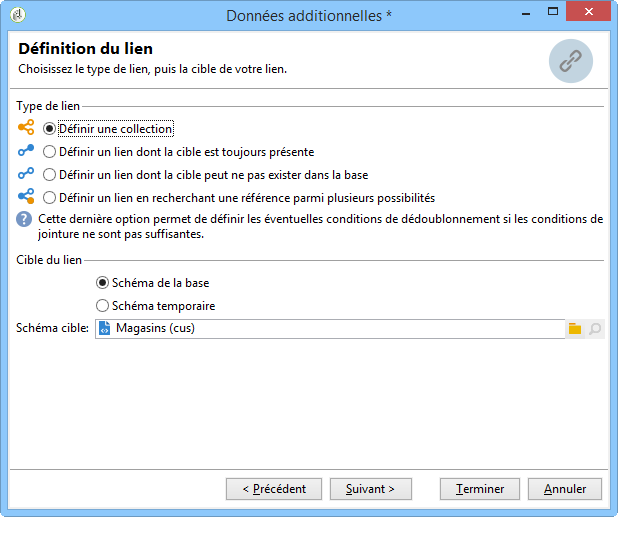 Données additionnelles *
Définition du lien
Choisissez le type de lien, puis la cible de votre lien.
Type de lien
Définir une collection
Définir un lien dont la cible est toujours présente
Définir un lien dont la cible peut ne pas exister dans la base
Définir un lien en recherchant une référence parmi plusieurs possibilités
? Cette dernière option permet de définir les éventuelles conditions de dédoublonnement si les conditions de
jointure ne sont pas suffisantes.
Cible du lien
Schéma de la base
Schéma temporaire
Schéma cible: Magasins (cus)
< Précédent Suivant > Terminer Annuler